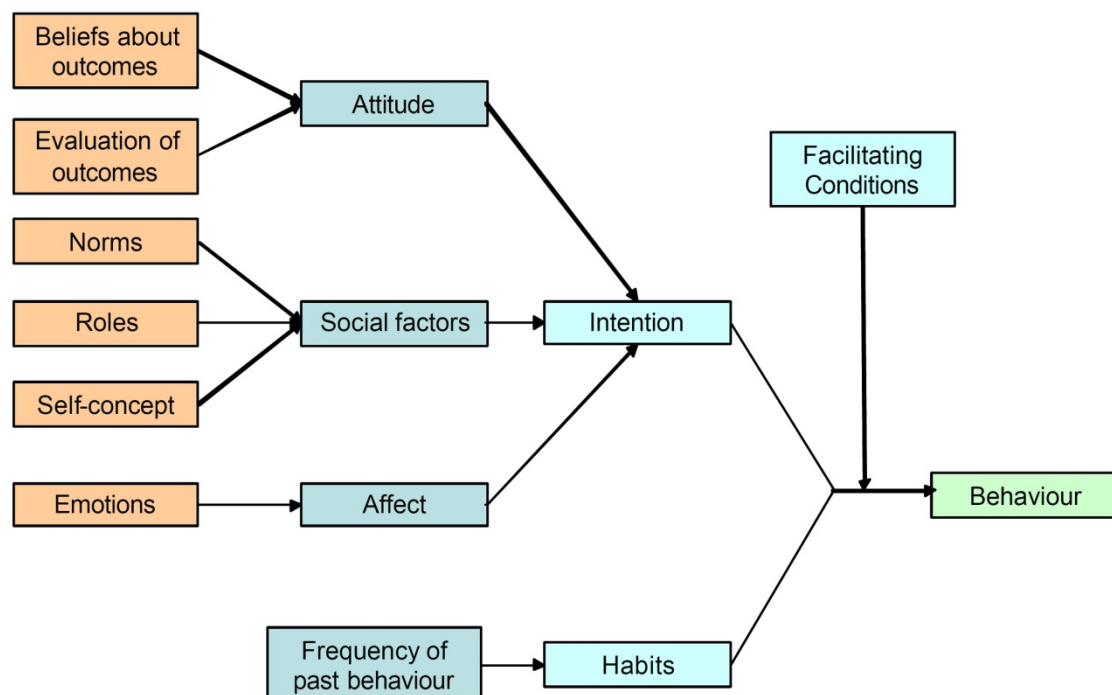 Beliefs about
outcomes
Attitude
Evaluation of
outcomes
Facilitating
Conditions
Norms
Roles
Social factors
Intention
Self-concept
Emotions
Affect
Behaviour
Frequency of
past behaviour
Habits